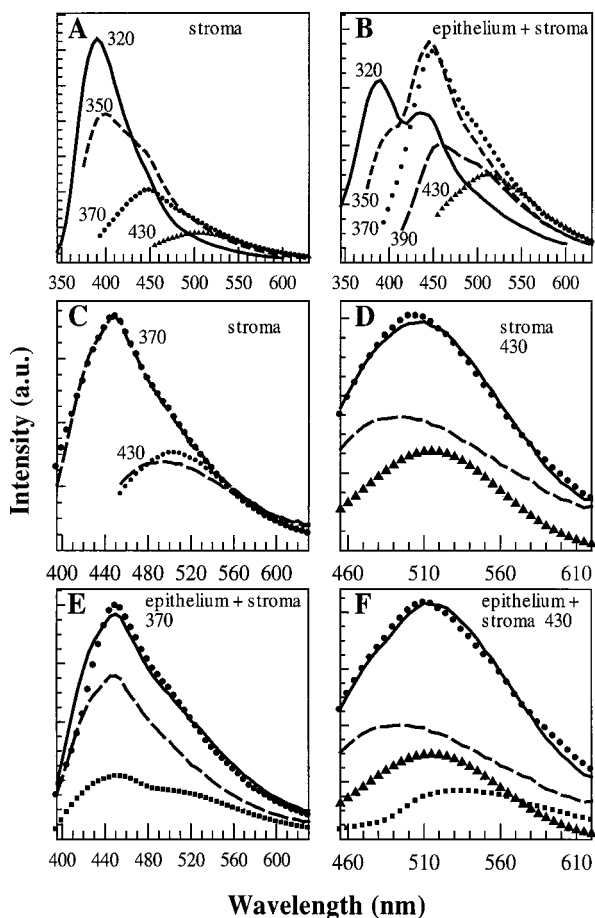 A
stroma
320
350
370
430
350 400 450 500 550 600
B
epithelium + stroma
320
350
370
390
430
350 400 450 500 550 600
C
stroma
370
430
400 440 480 520 560 600
D
stroma
430
460 510 560 610
E
epithelium + stroma
370
400 440 480 520 560 600
F
epithelium +
stroma 430
460 510 560 610
Intensity (a.u.)
Wavelength (nm)